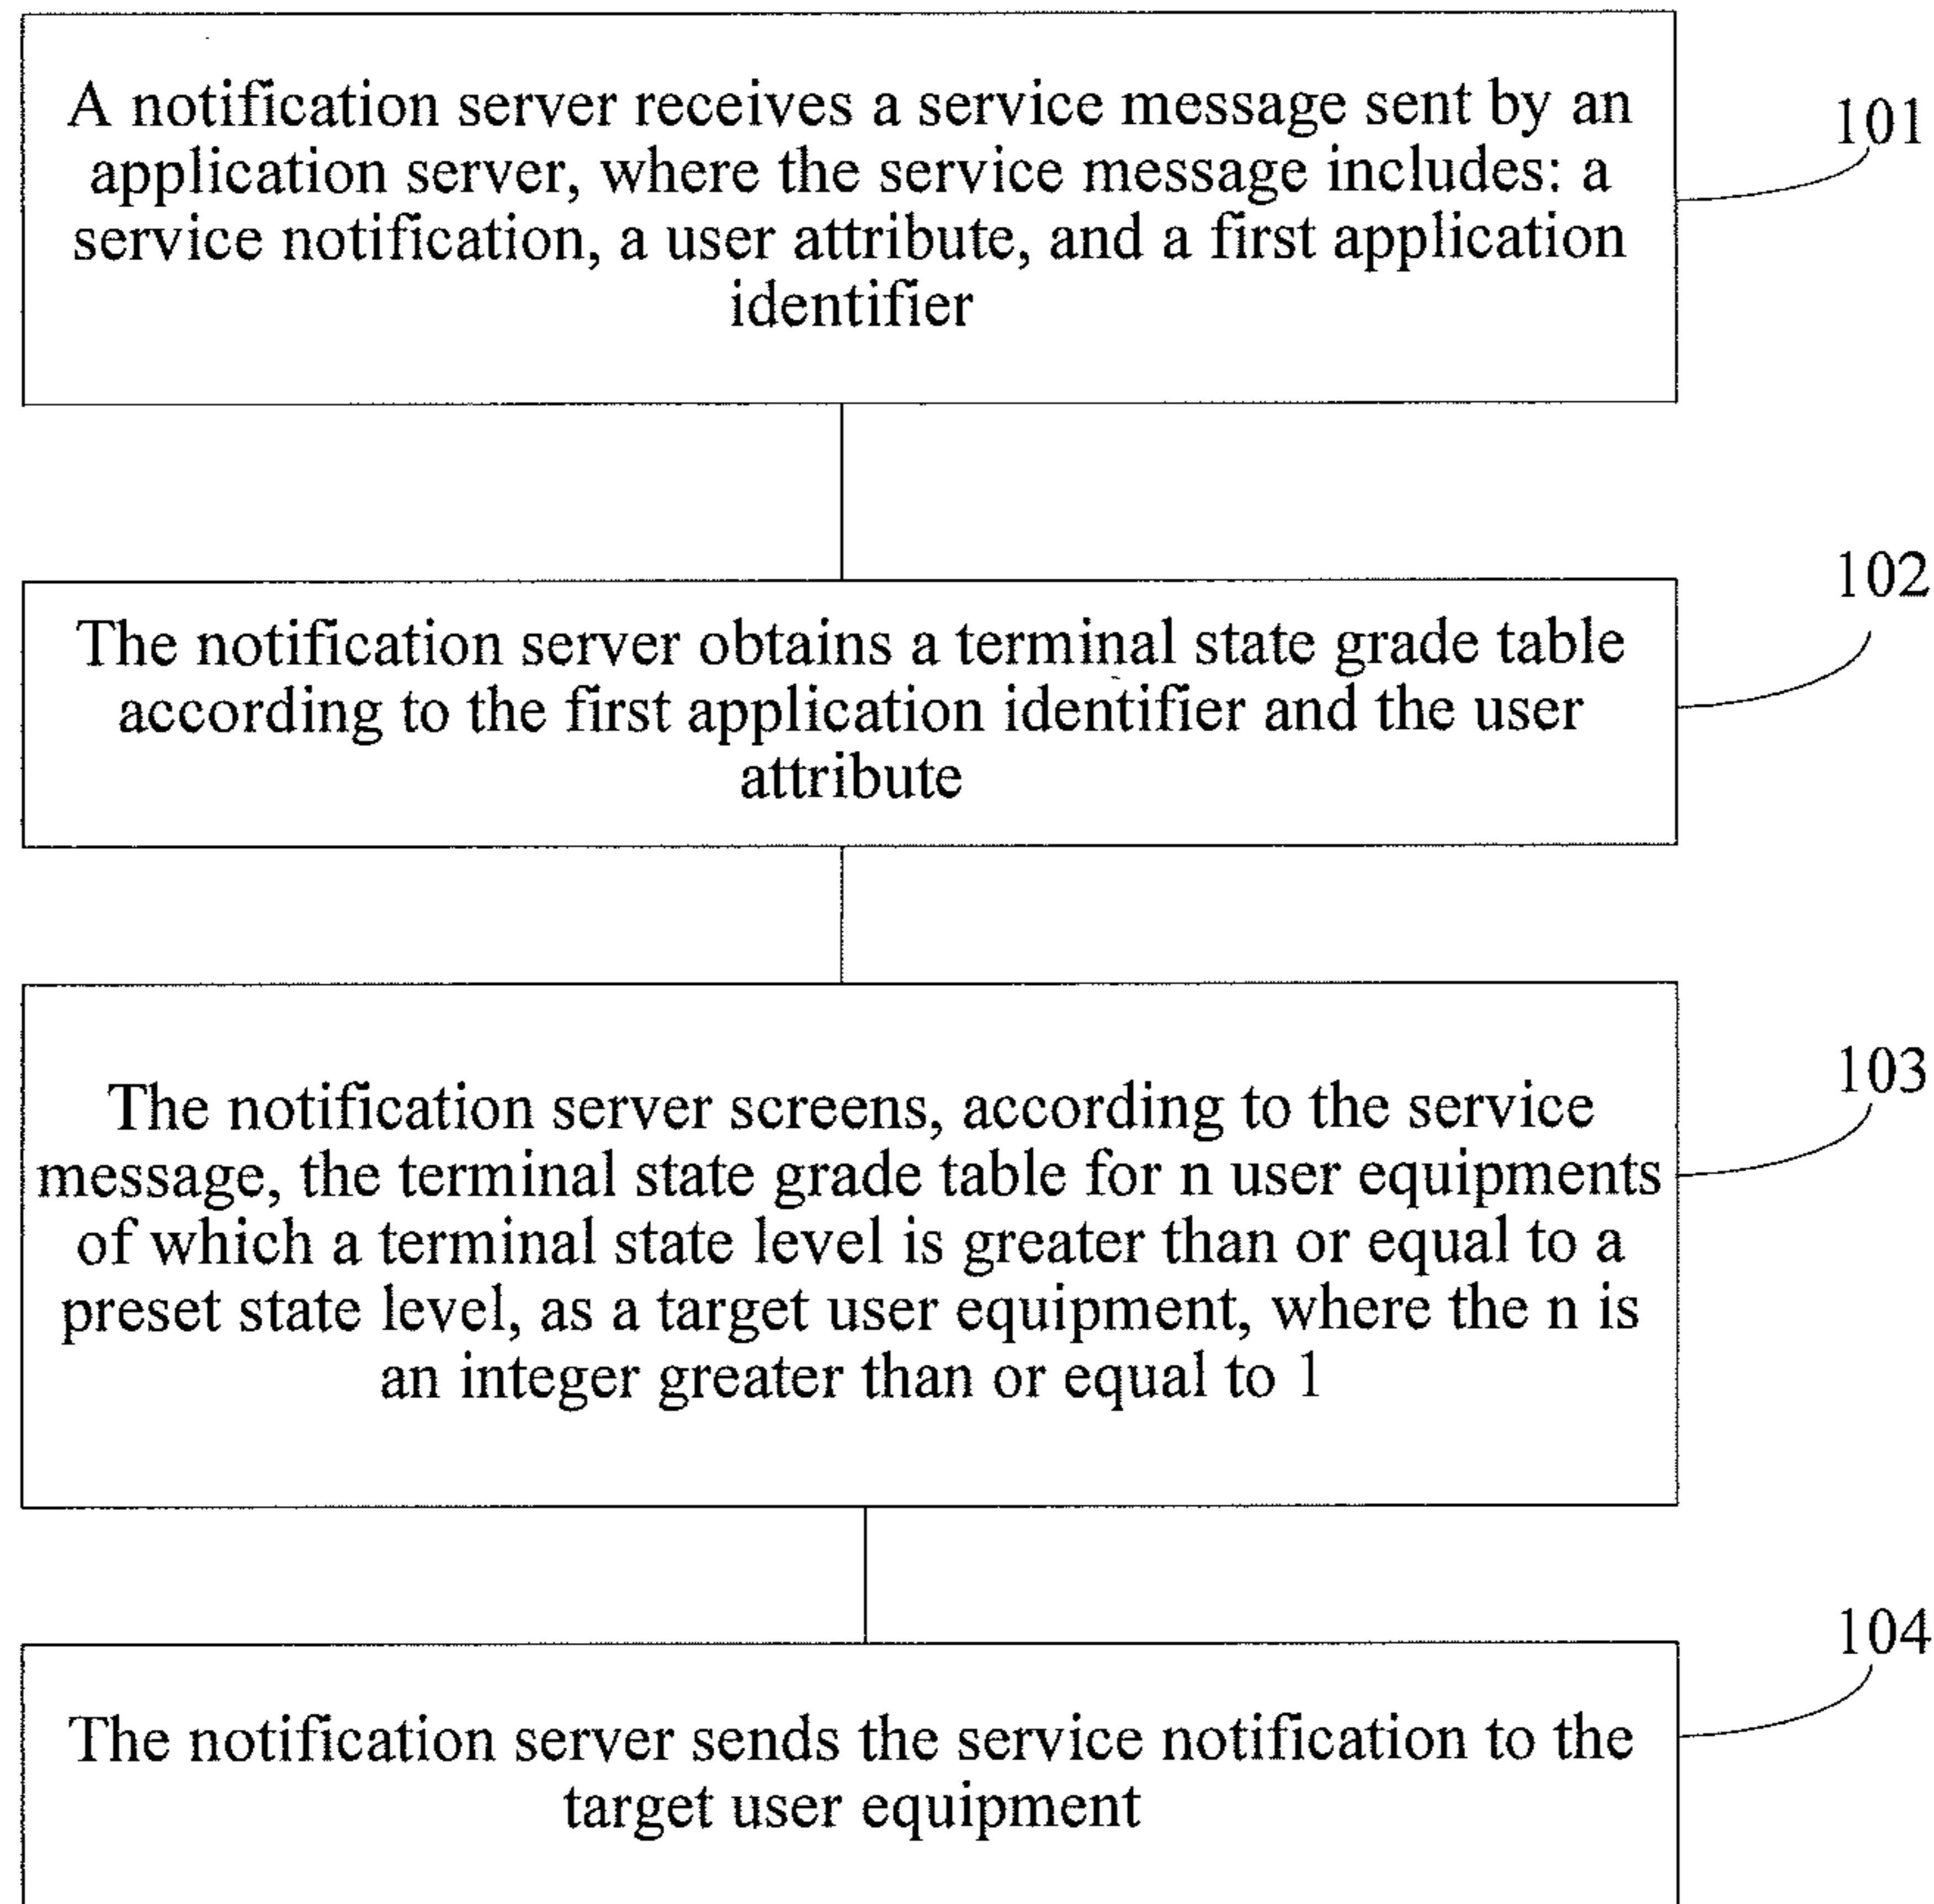 A notification server receives a service message sent by an
application server, where the service message includes: a
service notification, a user attribute, and a first application
identifier
101
The notification server obtains a terminal state grade table
according to the first application identifier and the user
attribute
102
The notification server screens, according to the service
message, the terminal state grade table for n user equipments
of which a terminal state level is greater than or equal to a
preset state level, as a target user equipment, where the n is
an integer greater than or equal to 1
103
The notification server sends the service notification to the
target user equipment
104